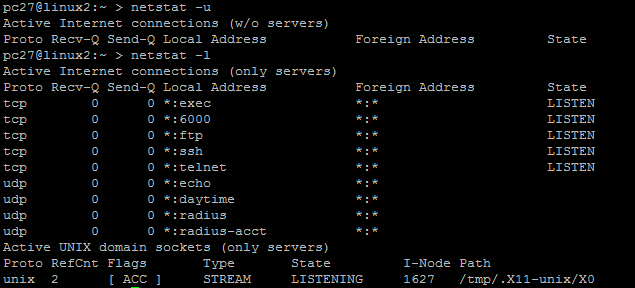 pc27@linux2:~ > netstat -u
Active Internet connections (w/o servers)
Proto Recv-Q Send-Q Local Address           Foreign Address         State
pc27@linux2:~ > netstat -l
Active Internet connections (only servers)
Proto Recv-Q Send-Q Local Address           Foreign Address         State
tcp        0      0 *:exec                  *:*                     LISTEN
tcp        0      0 *:6000                  *:*                     LISTEN
tcp        0      0 *:ftp                   *:*                     LISTEN
tcp        0      0 *:ssh                   *:*                     LISTEN
tcp        0      0 *:telnet                *:*                     LISTEN
udp        0      0 *:echo                  *:*
udp        0      0 *:daytime               *:*
udp        0      0 *:radius                *:*
udp        0      0 *:radius-acct           *:*
Active UNIX domain sockets (only servers)
Proto RefCnt Flags       Type       State         I-Node Path
unix  2      [ ACC ]     STREAM     LISTENING     1627   /tmp/.X11-unix/X0